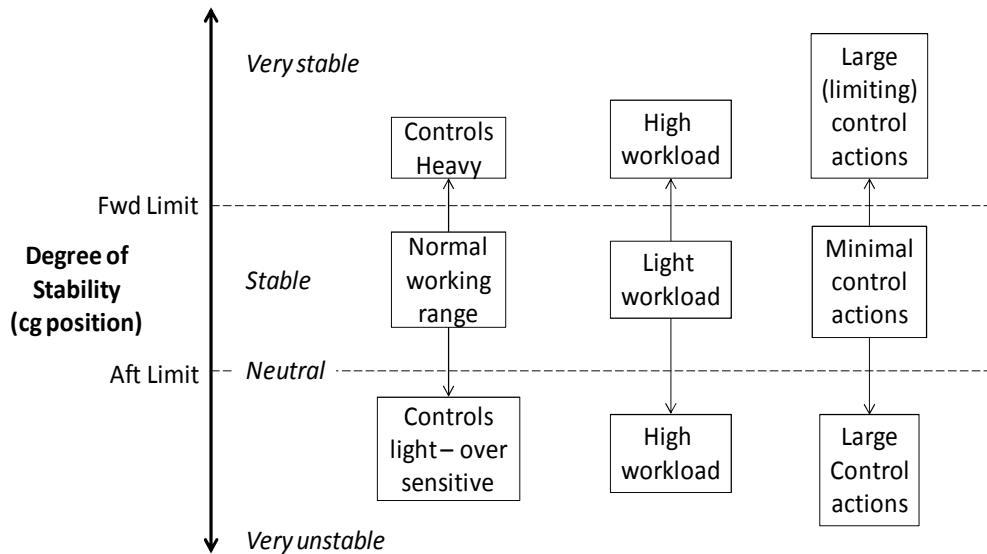 Very stable
Controls
Heavy
High
workload
Large
(limiting)
control
actions
Fwd Limit
Degree of
Stability
(cg position)
Stable
Normal
working
range
Light
workload
Minimal
control
actions
Aft Limit
Neutral
Controls
light – over
sensitive
High
workload
Large
Control
actions
Very unstable